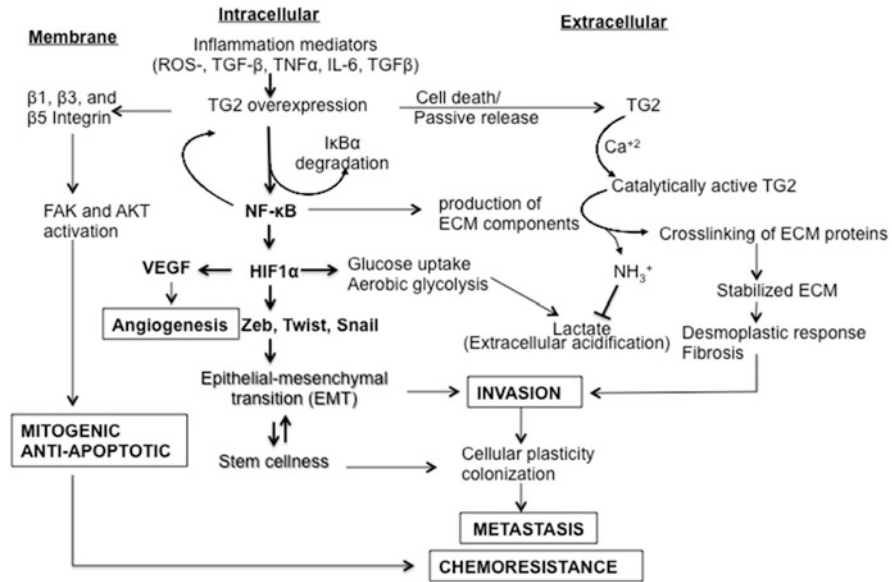 Membrane
Intracellular
Extracellular
Inflammation mediators
(ROS-, TGF-β, TNFα, IL-6, TGFβ)
β1, β3, and
β5 Integrin
TG2 overexpression
Cell death/
Passive release
TG2
Ca+2
IκBα
degradation
Catalytically active TG2
FAK and AKT
activation
NF-κB
production of
ECM components
Crosslinking of ECM proteins
NH3+
VEGF
HIF1α
Glucose uptake
Aerobic glycolysis
Stabilized ECM
Angiogenesis
Zeb, Twist, Snail
Lactate
(Extracellular acidification)
Desmoplastic response
Fibrosis
Epithelial-mesenchymal
transition (EMT)
INVASION
MITOGENIC
ANTI-APOPTOTIC
Stem cellness
Cellular plasticity
colonization
METASTASIS
CHEMORESISTANCE